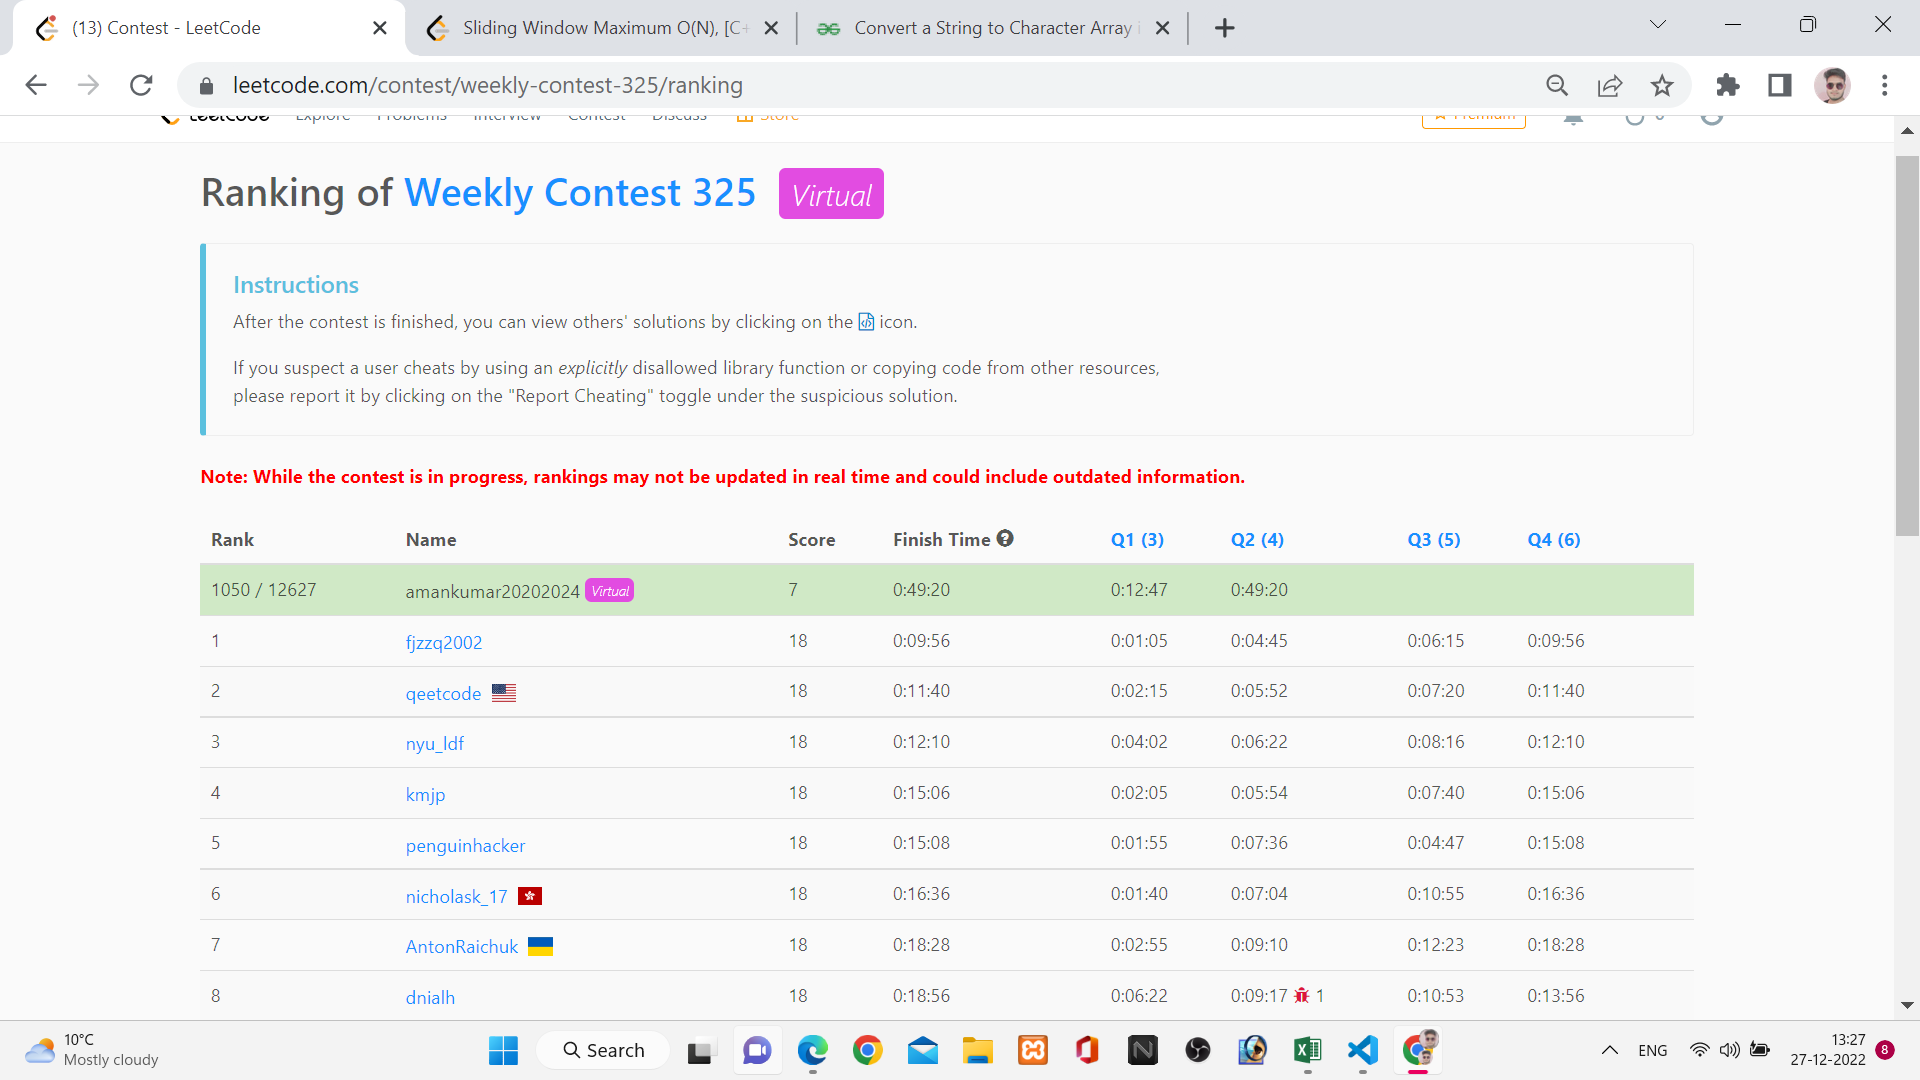 (13) Contest - LeetCode
Sliding Window Maximum O(N), [C+
Convert a String to Character Array i
leetcode.com/contest/weekly-contest-325/ranking
LeetCode Explore Problems Interview Contest Discuss Store Premium
Ranking of Weekly Contest 325 Virtual
Instructions
After the contest is finished, you can view others' solutions by clicking on the icon.
If you suspect a user cheats by using an explicitly disallowed library function or copying code from other resources,
please report it by clicking on the "Report Cheating" toggle under the suspicious solution.
Note: While the contest is in progress, rankings may not be updated in real time and could include outdated information.
Rank Name Score Finish Time Q1 (3) Q2 (4) Q3 (5) Q4 (6)
1050 / 12627 amankumar20202024 Virtual 7 0:49:20 0:12:47 0:49:20
1 fjzzq2002 18 0:09:56 0:01:05 0:04:45 0:06:15 0:09:56
2 qeetcode 18 0:11:40 0:02:15 0:05:52 0:07:20 0:11:40
3 nyu_ldf 18 0:12:10 0:04:02 0:06:22 0:08:16 0:12:10
4 kmjp 18 0:15:06 0:02:05 0:05:54 0:07:40 0:15:06
5 penguinhacker 18 0:15:08 0:01:55 0:07:36 0:04:47 0:15:08
6 nicholask_17 18 0:16:36 0:01:40 0:07:04 0:10:55 0:16:36
7 AntonRaichuk 18 0:18:28 0:02:55 0:09:10 0:12:23 0:18:28
8 dnialh 18 0:18:56 0:06:22 0:09:17 1 0:10:53 0:13:56
10°C
Mostly cloudy
Search
ENG
13:27
27-12-2022
8